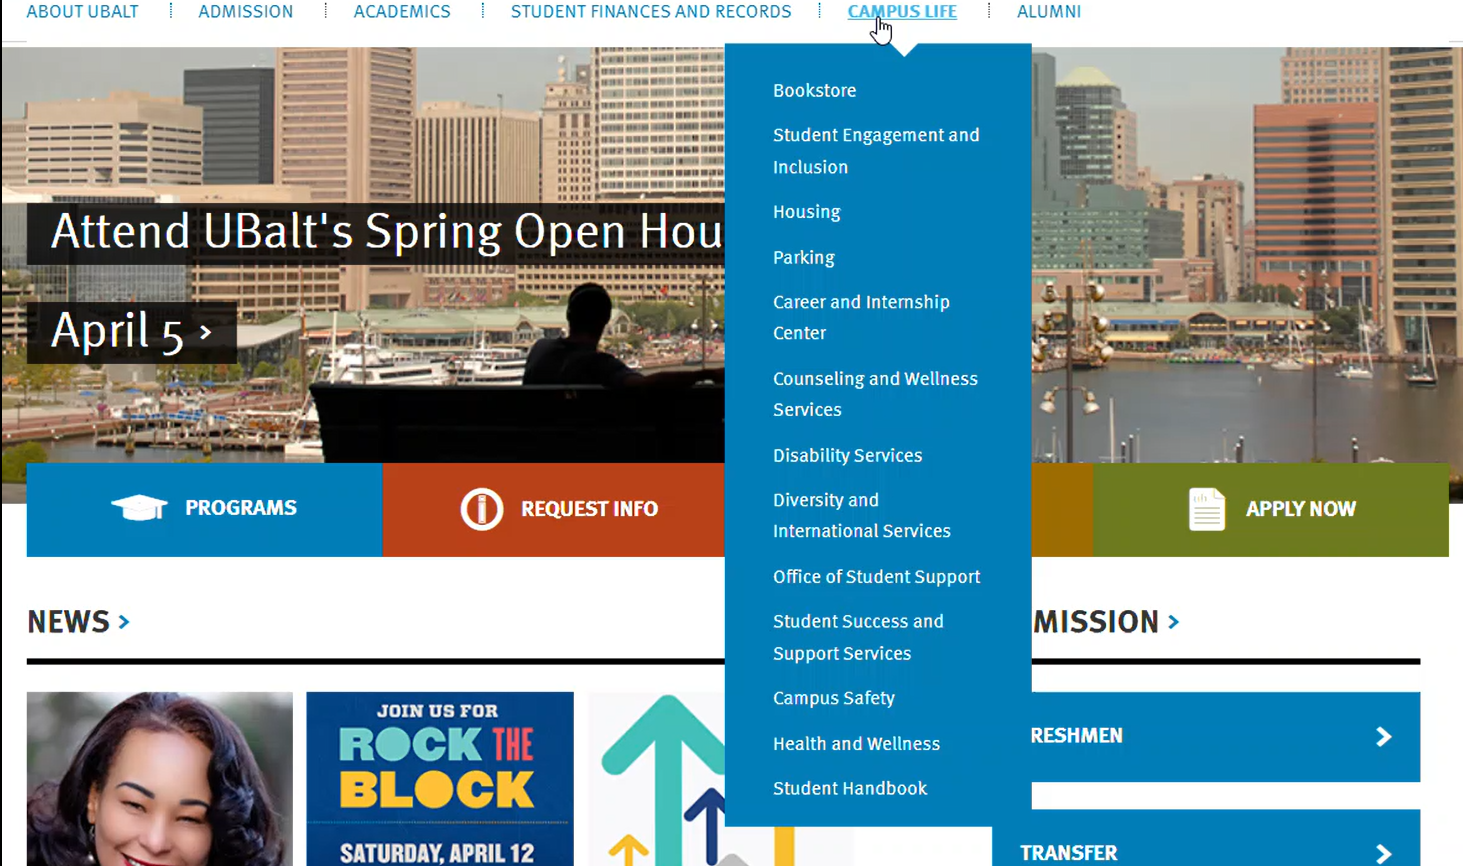 ABOUT UBALT
ADMISSION
ACADEMICS
STUDENT FINANCES AND RECORDS
CAMPUS LIFE
ALUMNI
Bookstore
Student Engagement and
Inclusion
Housing
Parking
Career and Internship
Center
Counseling and Wellness
Services
Disability Services
Diversity and
International Services
Office of Student Support
Student Success and
Support Services
Campus Safety
Health and Wellness
Student Handbook
Attend UBalt's Spring Open Hou
April 5 ›
PROGRAMS
REQUEST INFO
APPLY NOW
NEWS ›
MISSION ›
JOIN US FOR
ROCK THE
BLOCK
SATURDAY, APRIL 12
RESHMEN
TRANSFER